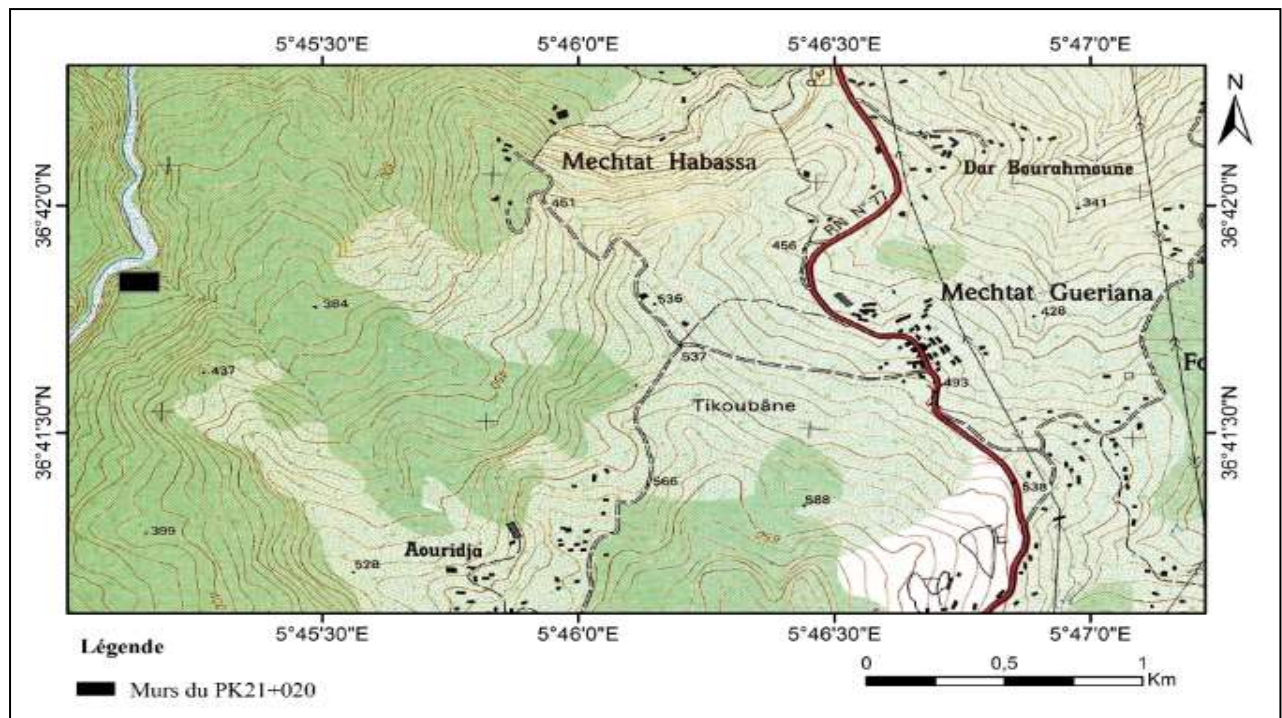 5°45'30"E 5°46'0"E 5°46'30"E 5°47'0"E
N
Mechtat Habassa
Dar Bourahmoune
36°42'0"N
451
RN N° 77
341
36°42'0"N
456
Mechtat Gueriana
384
536
428
437
537
Fo
493
36°41'30"N
Tikoubâne
36°41'30"N
566
538
588
399
Aouridja
528
5°45'30"E 5°46'0"E 5°46'30"E 5°47'0"E
Légende
0 0,5 1
Km
Murs du PK21+020